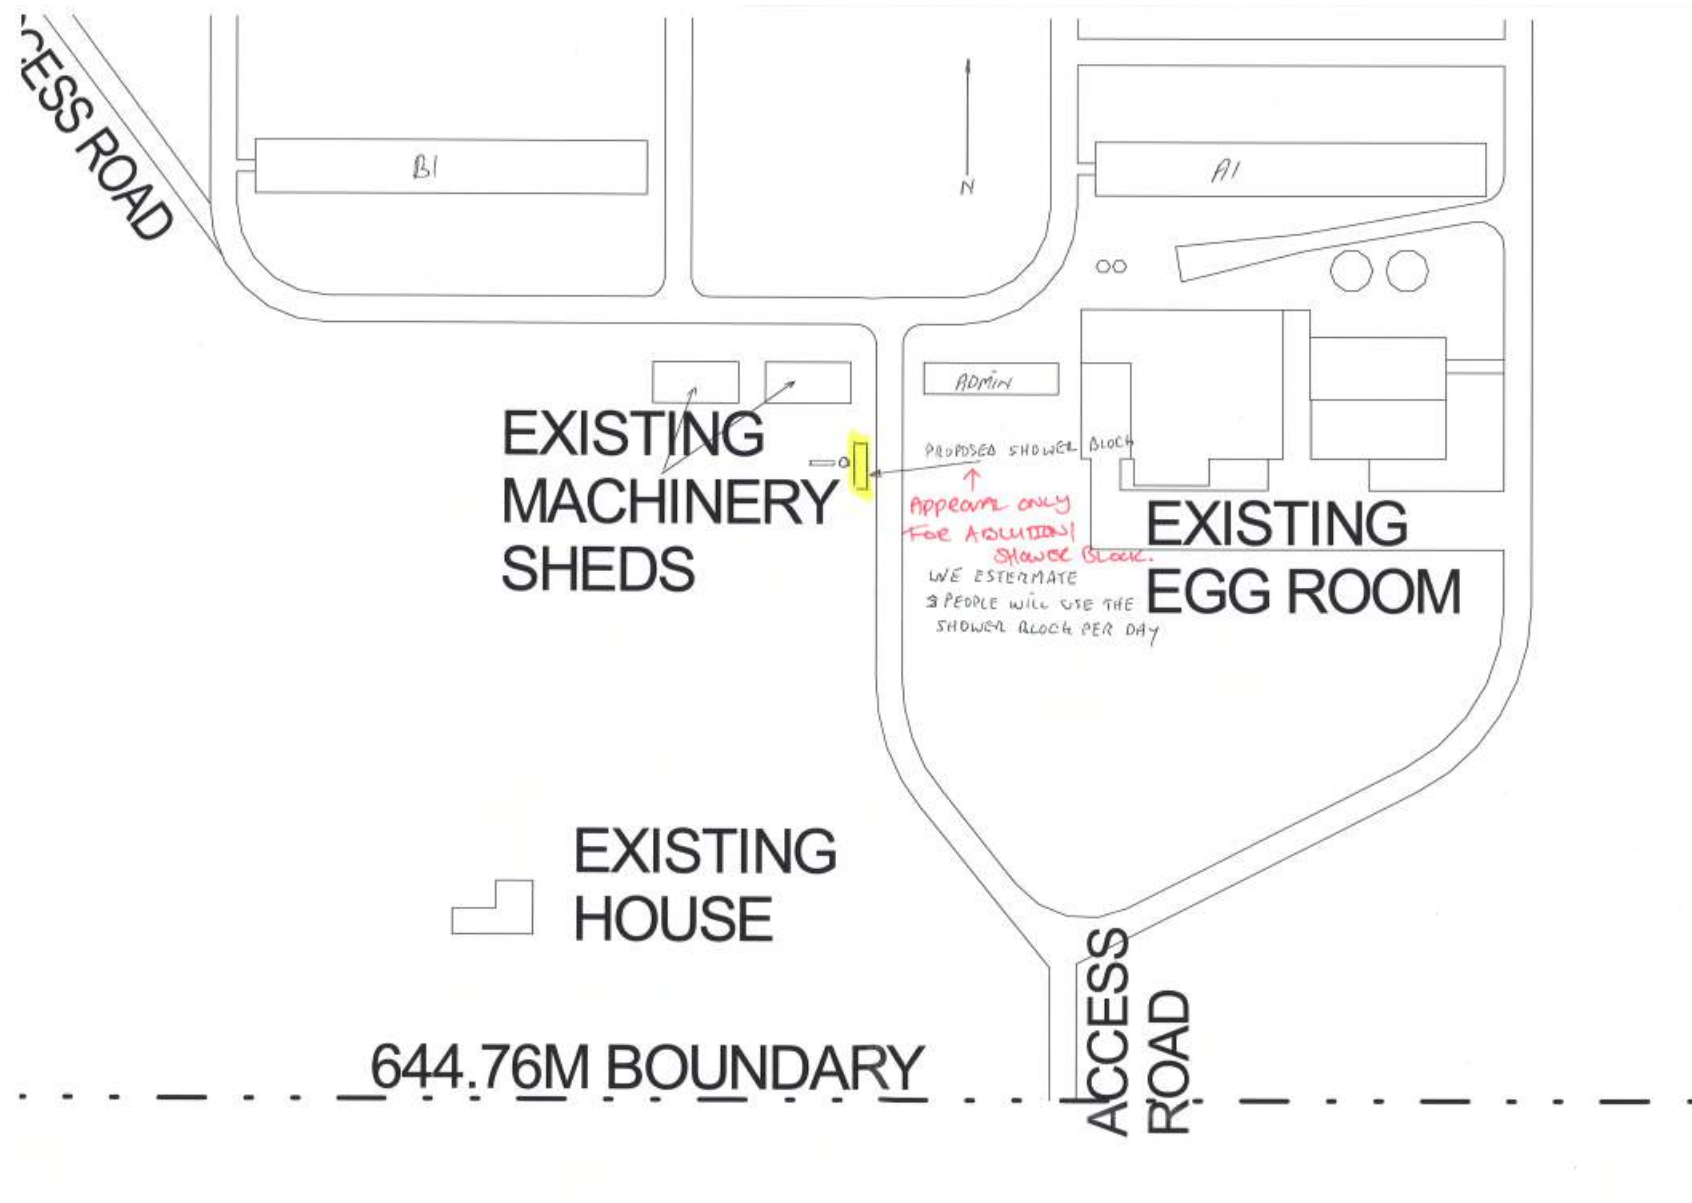 CESS ROAD
B1
N
A1
ADMIN
EXISTING
MACHINERY
SHEDS
PROPOSED SHOWER BLOCK
APPROVAL ONLY
FOR ABLUTION/
SHOWER BLOCK.
WE ESTERMATE
3 PEOPLE WILL USE THE
SHOWER BLOCK PER DAY
EXISTING
EGG ROOM
EXISTING
HOUSE
644.76M BOUNDARY
ACCESS
ROAD